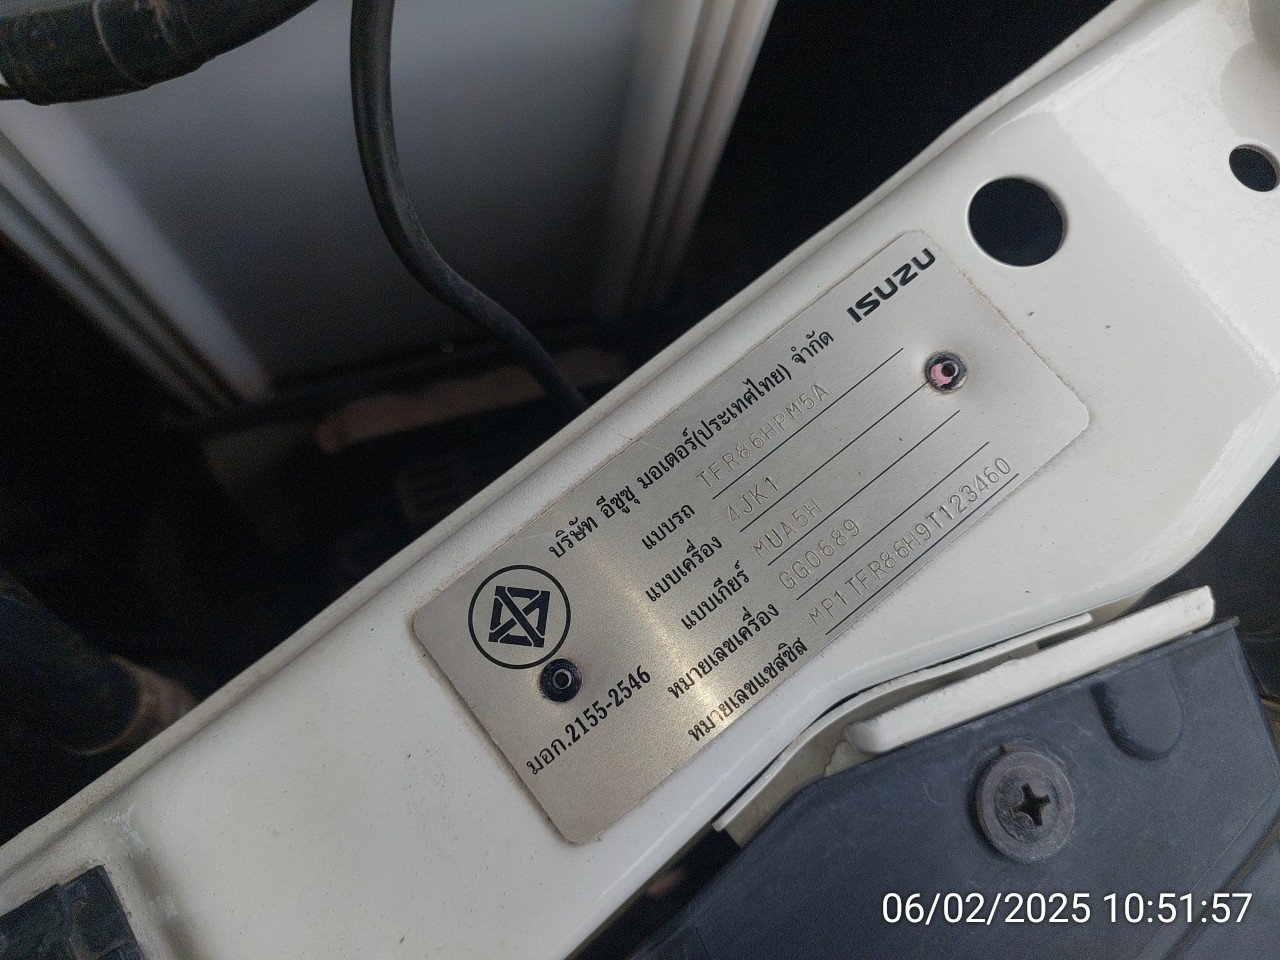 ISUZU
บริษัท อีซูซุ มอเตอร์(ประเทศไทย) จำกัด
แบบรถ TFR86HPM5A
แบบเครื่อง 4JK1
แบบเกียร์ MUA5H
หมายเลขเครื่อง GG0689
หมายเลขแชสซิส MP1TFR86H9T123460
มอก.2155-2546
06/02/2025 10:51:57